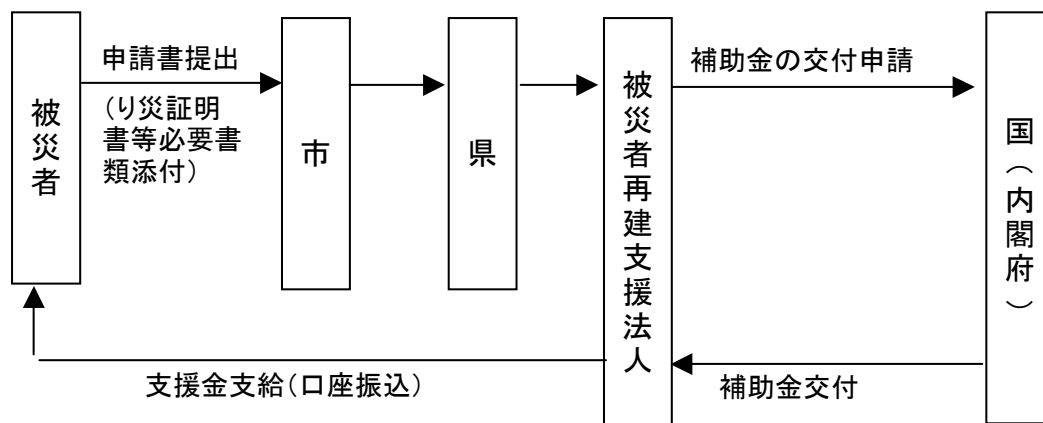 被災者
申請書提出
（り災証明
書等必要書
類添付）
市
県
被災者再建支援法人
補助金の交付申請
国（内閣府）
支援金支給（口座振込）
補助金交付